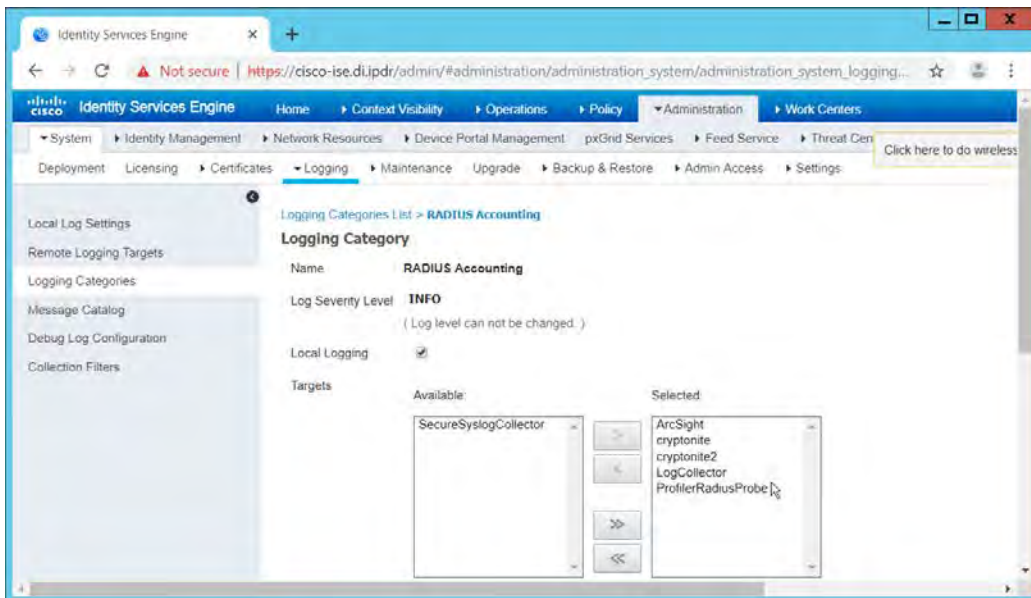 Identity Services Engine
Not secure | https://cisco-ise.di.ipdr/admin/#administration/administration_system/administration_system_logging...
cisco Identity Services Engine Home Context Visibility Operations Policy Administration Work Centers
System Identity Management Network Resources Device Portal Management pxGrid Services Feed Service Threat Cen
Click here to do wireless
Deployment Licensing Certificates Logging Maintenance Upgrade Backup & Restore Admin Access Settings
Local Log Settings
Remote Logging Targets
Logging Categories
Message Catalog
Debug Log Configuration
Collection Filters
Logging Categories List > RADIUS Accounting
Logging Category
Name RADIUS Accounting
Log Severity Level INFO
( Log level can not be changed. )
Local Logging
Targets
Available
Selected
SecureSyslogCollector
ArcSight
cryptonite
cryptonite2
LogCollector
ProfilerRadiusProbe